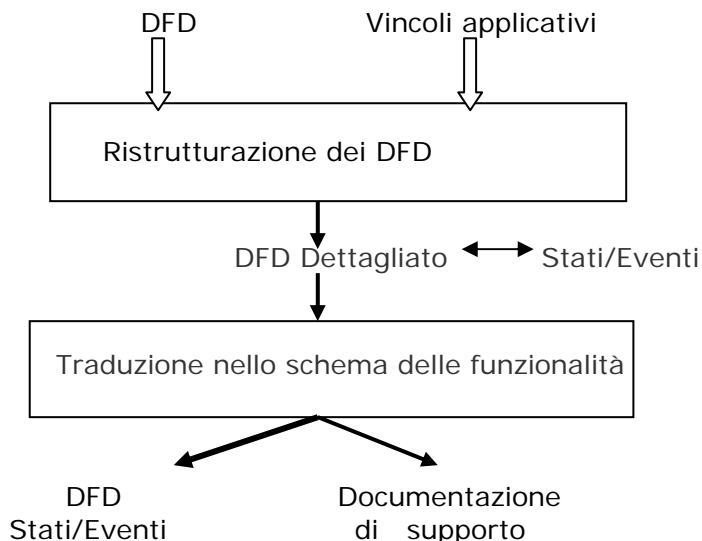 DFD Vincoli applicativi
Ristrutturazione dei DFD
DFD Dettagliato Stati/Eventi
Traduzione nello schema delle funzionalità
DFD Documentazione
Stati/Eventi di supporto